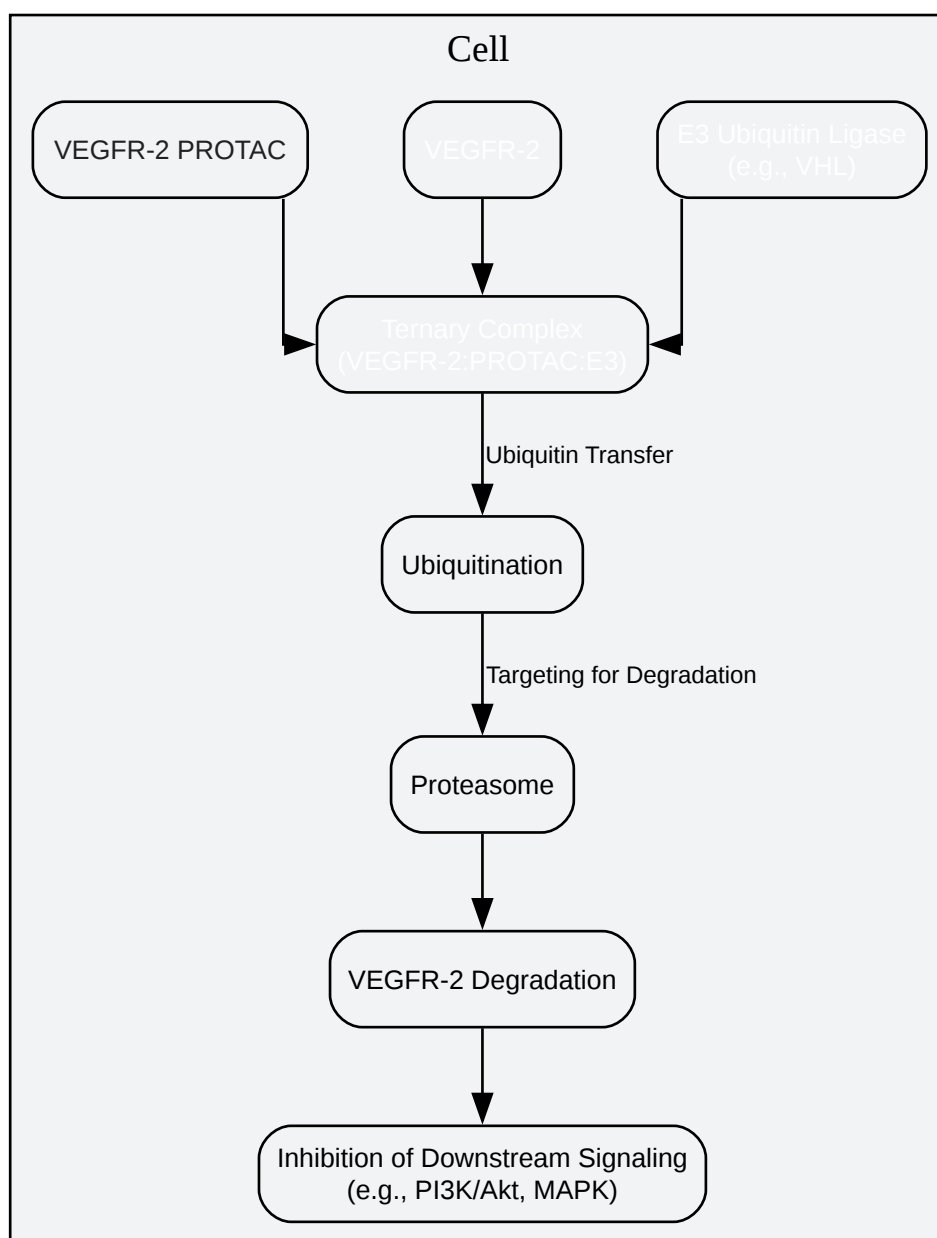 Cell
VEGFR-2 PROTAC
VEGFR-2
E3 Ubiquitin Ligase
(e.g., VHL)
Ternary Complex
(VEGFR-2:PROTAC:E3)
Ubiquitin Transfer
Ubiquitination
Targeting for Degradation
Proteasome
VEGFR-2 Degradation
Inhibition of Downstream Signaling
(e.g., PI3K/Akt, MAPK)